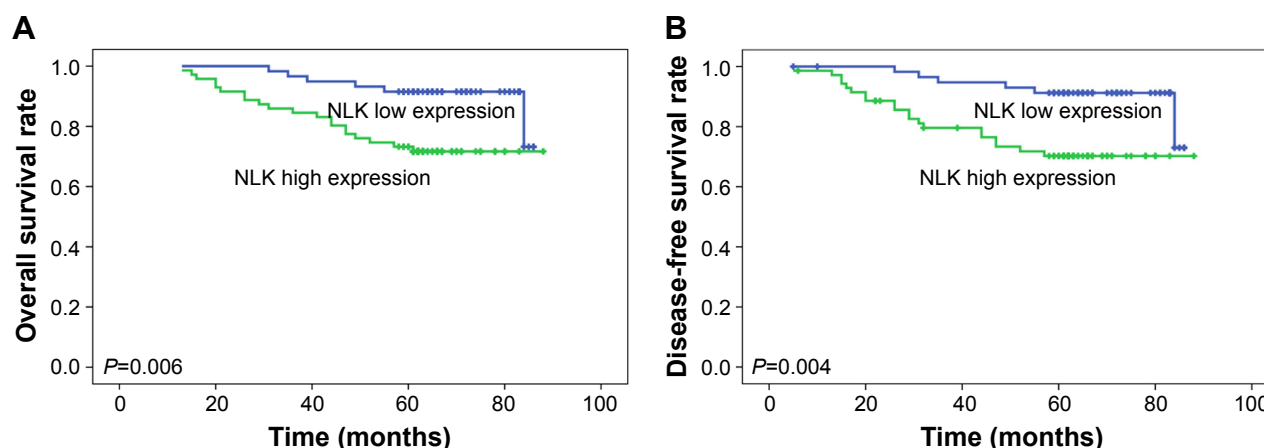 A
Overall survival rate
1.0
0.8
0.6
0.4
0.2
0.0
NLK low expression
NLK high expression
P=0.006
0 20 40 60 80 100
Time (months)
B
Disease-free survival rate
1.0
0.8
0.6
0.4
0.2
0.0
NLK low expression
NLK high expression
P=0.004
0 20 40 60 80 100
Time (months)